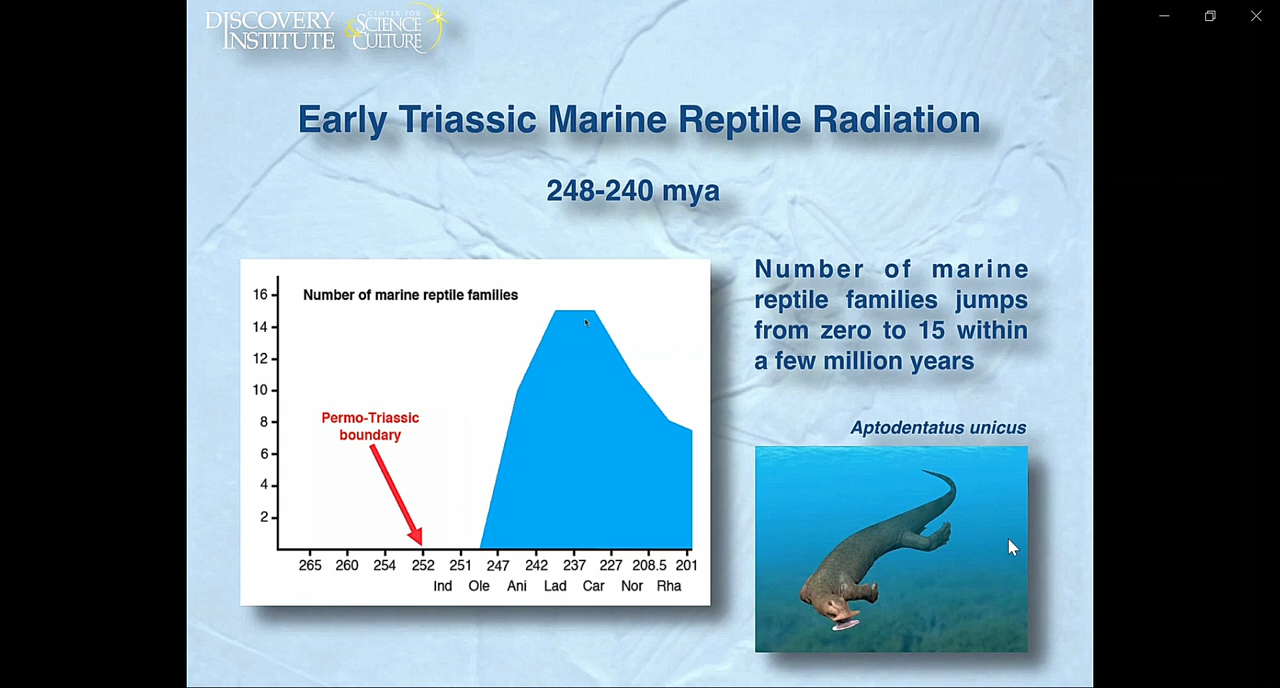 DISCOVERY
INSTITUTE
CENTER FOR
SCIENCE
& CULTURE
Early Triassic Marine Reptile Radiation
248-240 mya
Number of marine reptile families
16
14
12
10
8
6
4
2
Permo-Triassic
boundary
265 260 254 252 251 247 242 237 227 208.5 201
Ind Ole Ani Lad Car Nor Rha
Number of marine
reptile families jumps
from zero to 15 within
a few million years
Aptodentatus unicus